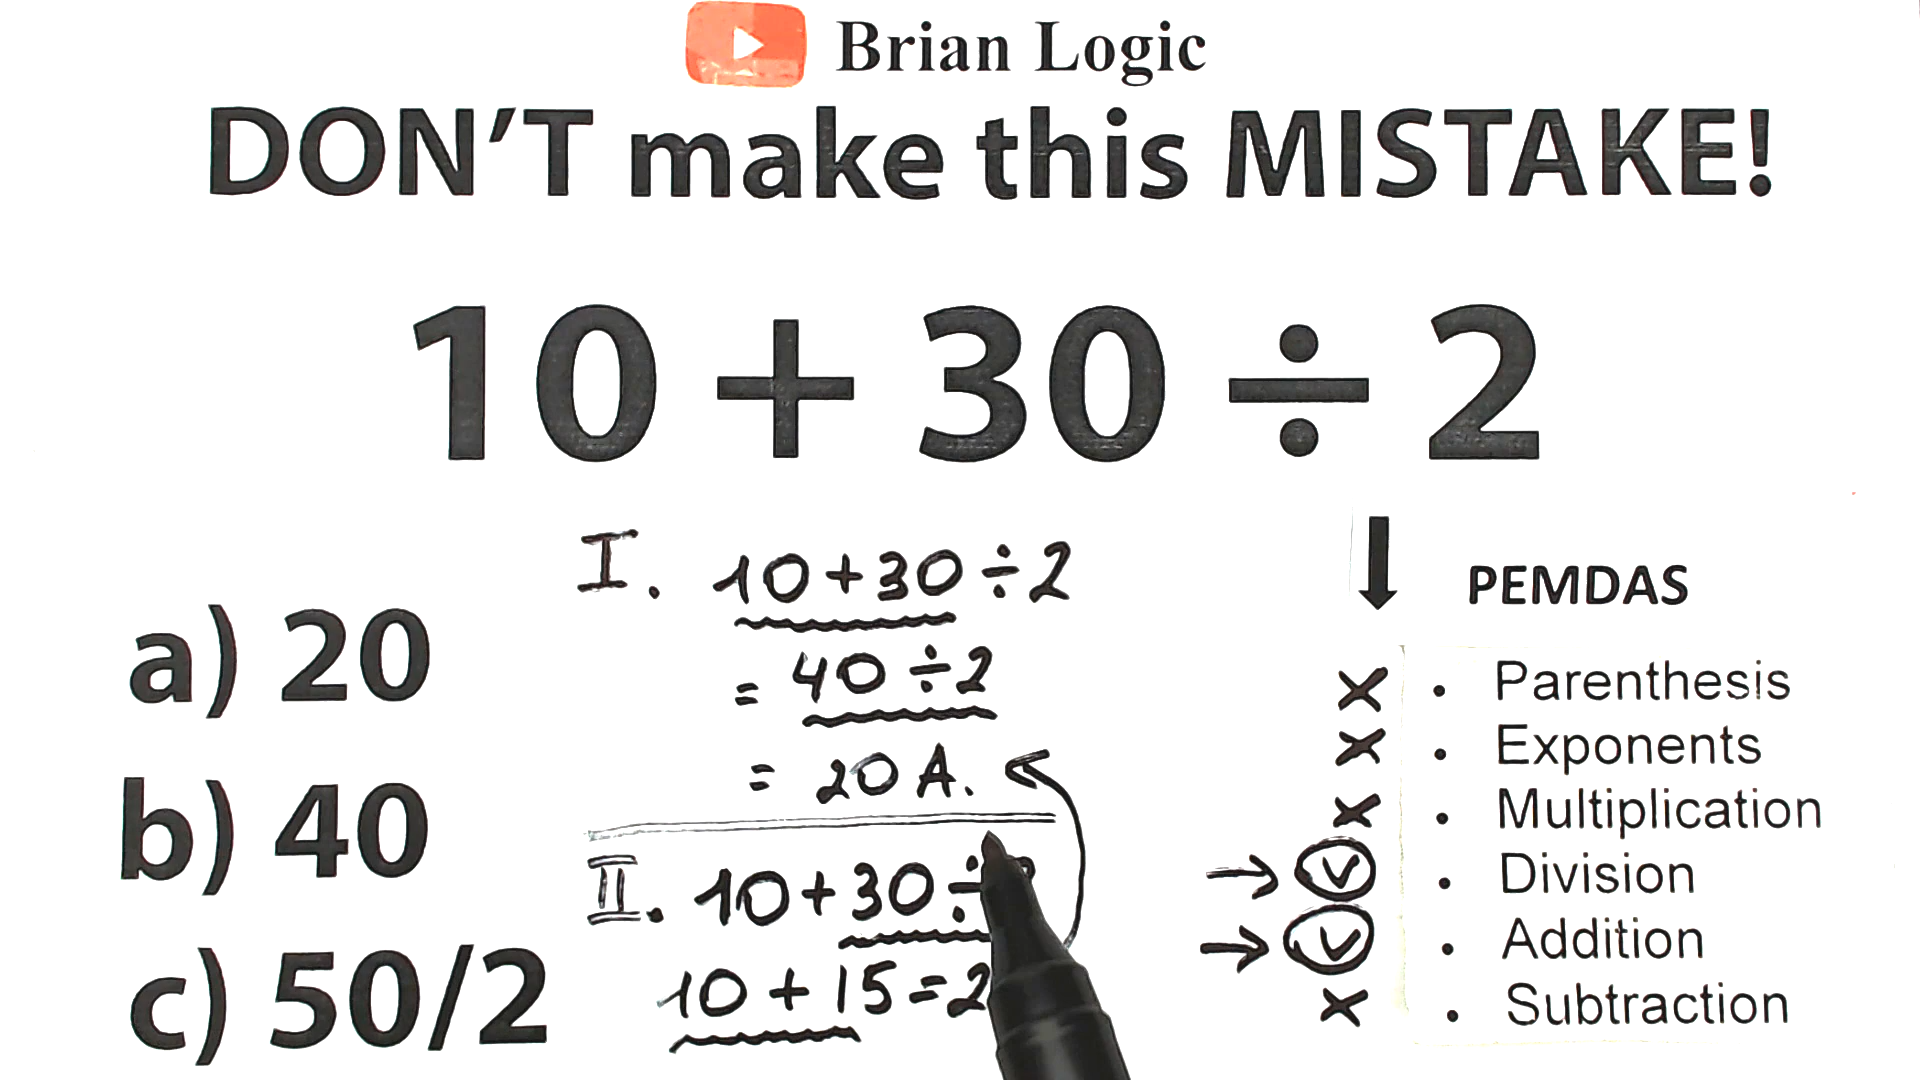 Brian Logic
DON'T make this MISTAKE!
10 + 30 ÷ 2
a) 20
b) 40
c) 50/2
I. 10+30÷2
= 40÷2
= 20 A.
II. 10+30÷
10+15=2
PEMDAS
• Parenthesis
• Exponents
• Multiplication
• Division
• Addition
• Subtraction